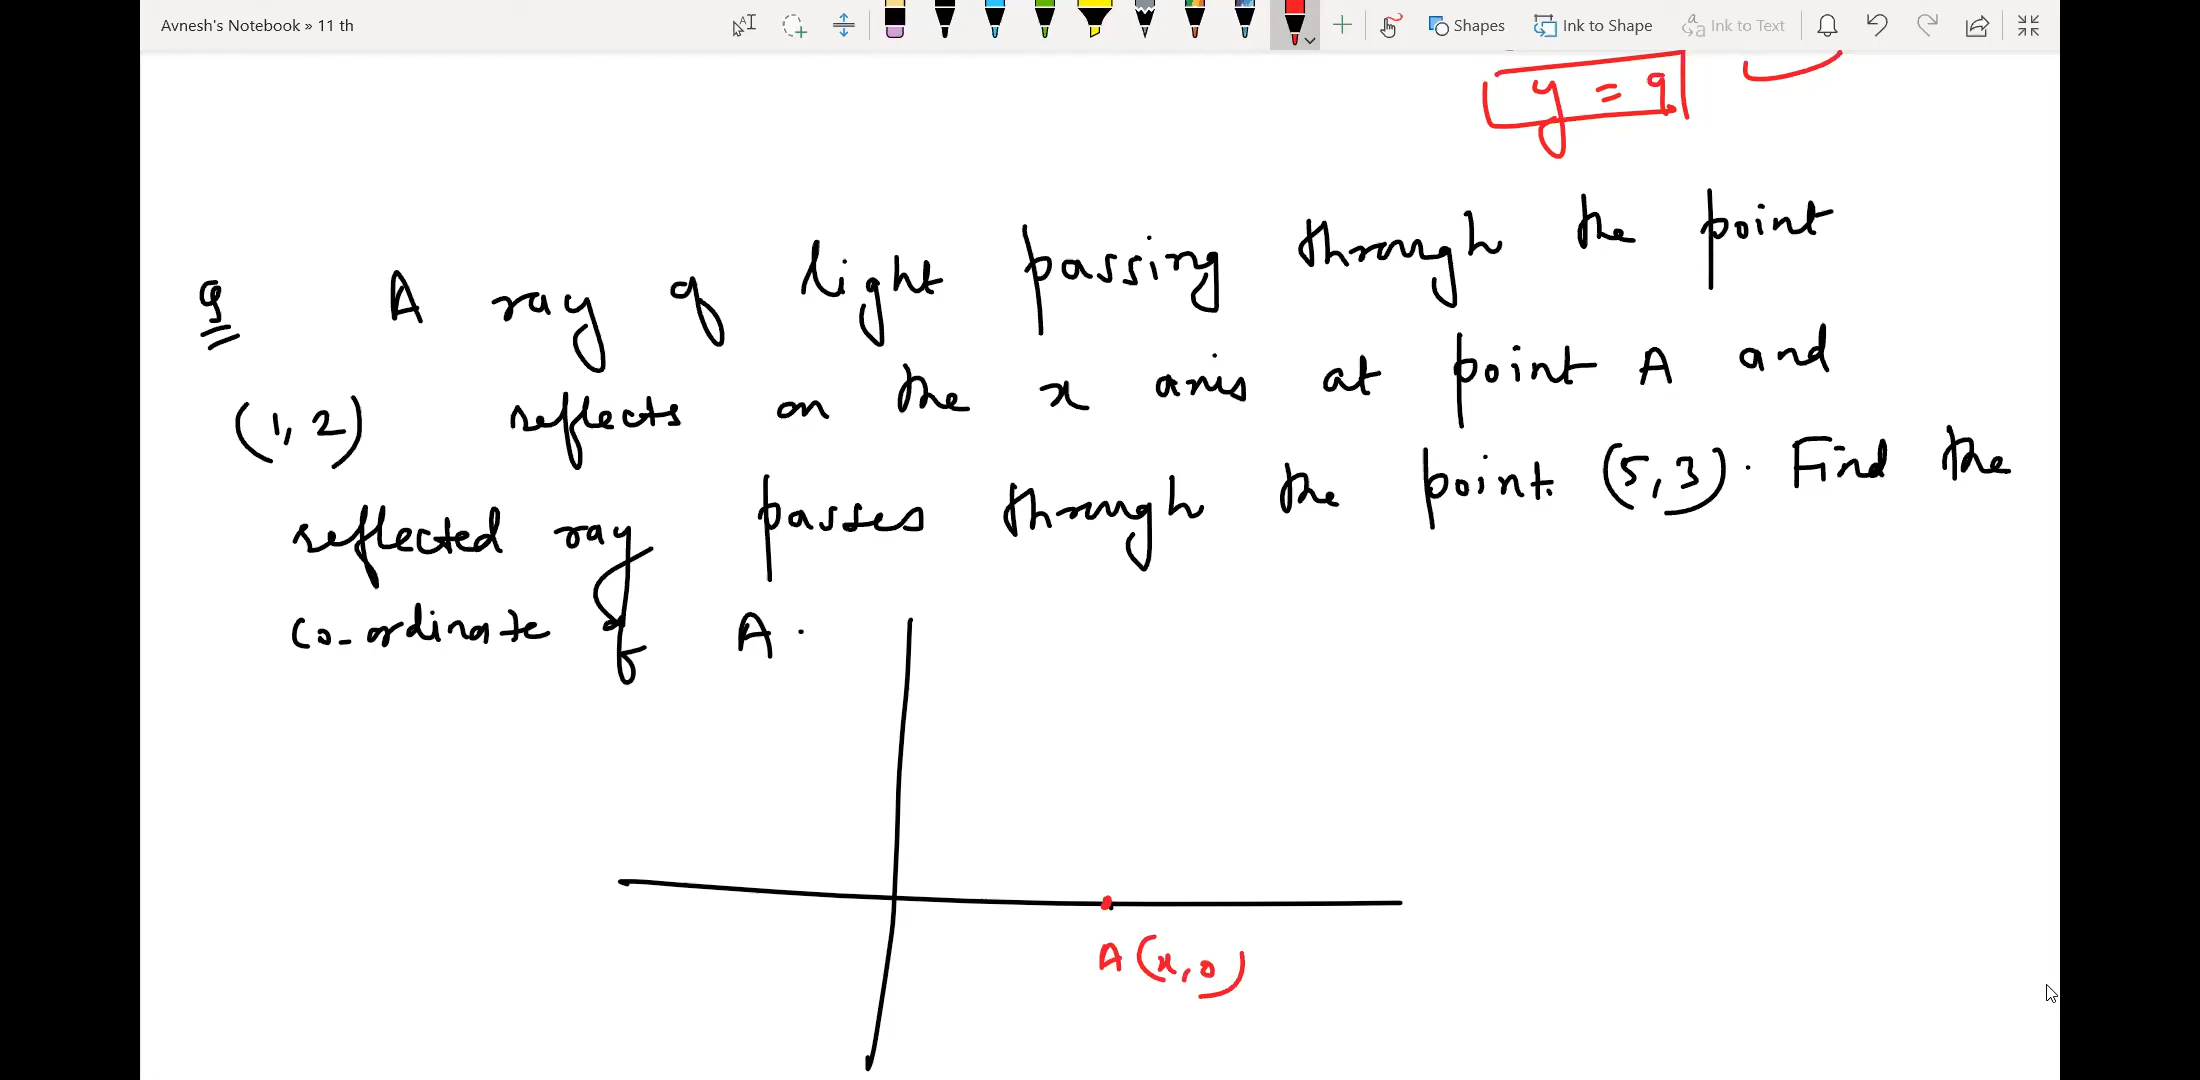 Avnesh's Notebook » 11 th
Shapes Ink to Shape Ink to Text
y = 9
Q A ray of light passing through the point
(1, 2) reflects on the x axis at point A and
reflected ray passes through the point (5, 3). Find the
co-ordinate of A.
A (x, 0)